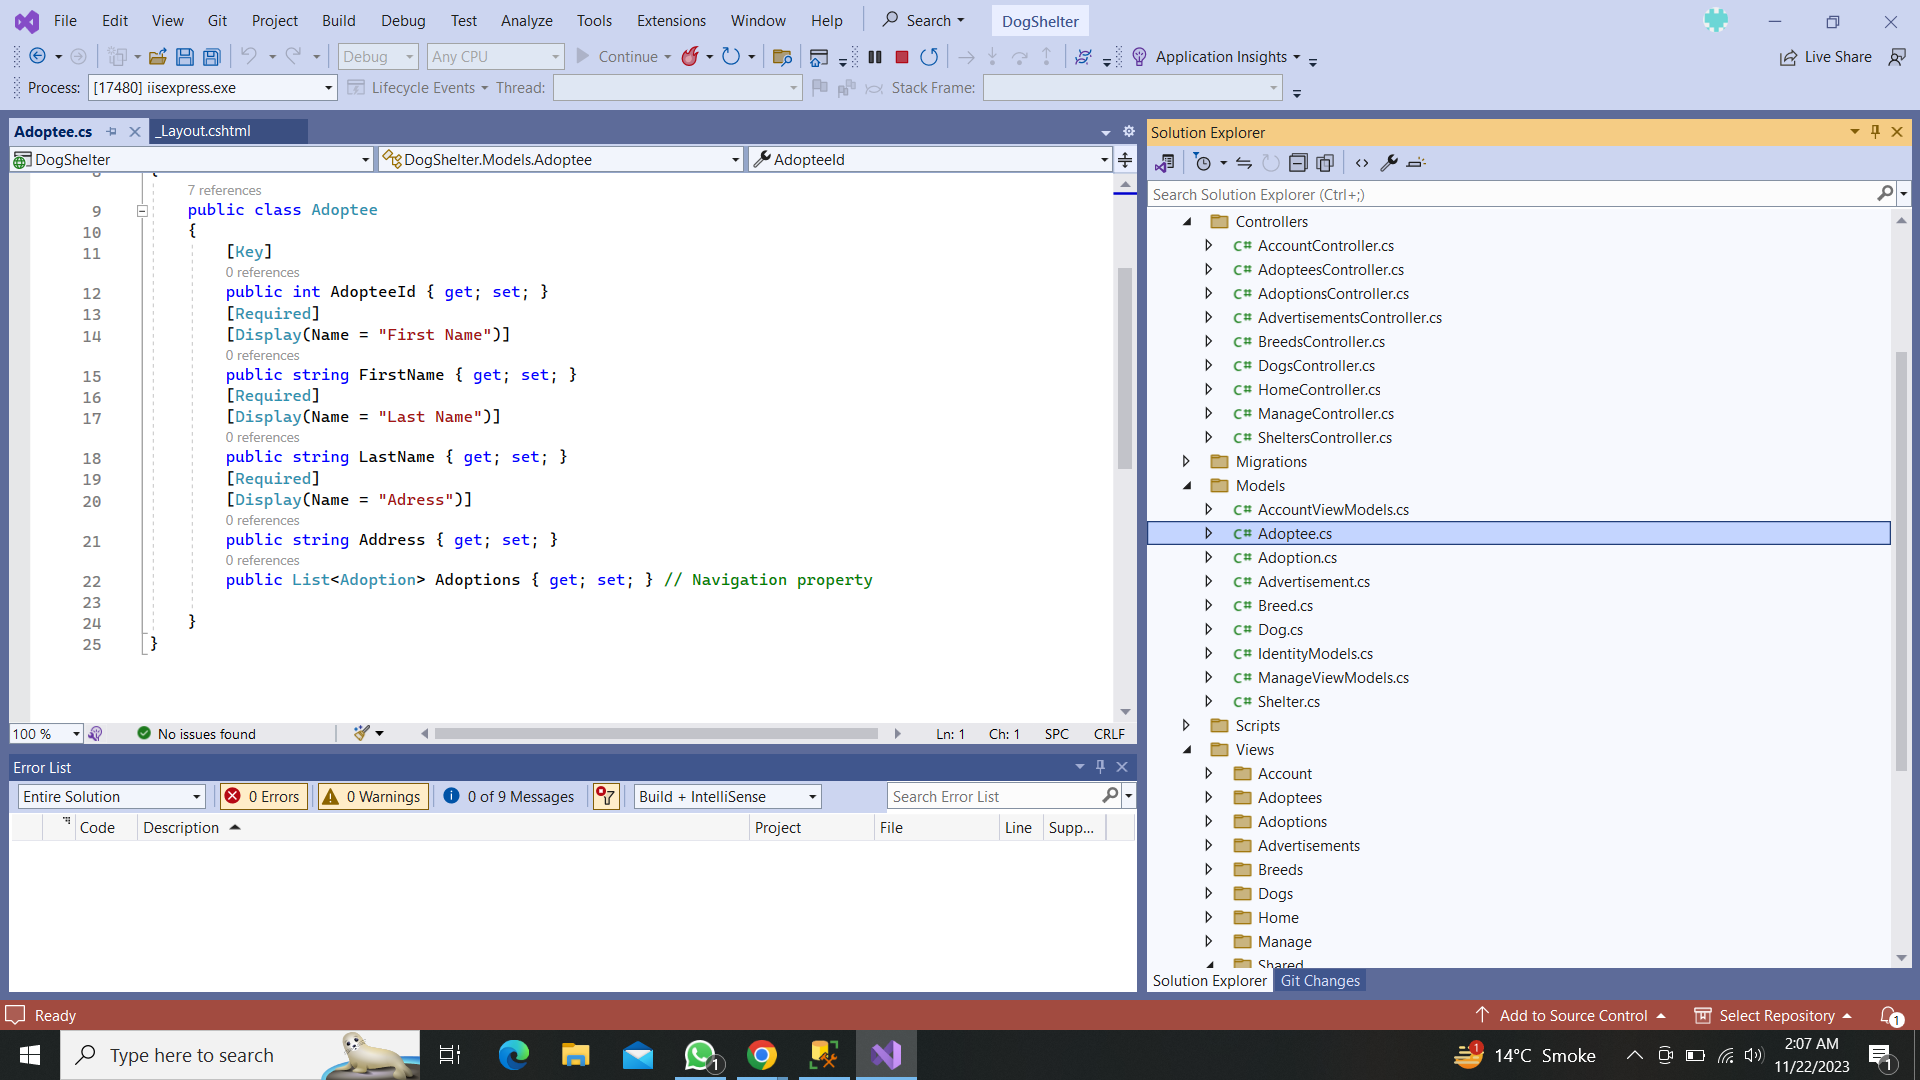 File Edit View Git Project Build Debug Test Analyze Tools Extensions Window Help Search DogShelter
Debug Any CPU Continue Application Insights Live Share
Process: [17480] iisexpress.exe Lifecycle Events Thread: Stack Frame:
Adoptee.cs _Layout.cshtml
DogShelter DogShelter.Models.Adoptee AdopteeId
7 references
9 public class Adoptee
10 {
11 [Key]
0 references
12 public int AdopteeId { get; set; }
13 [Required]
14 [Display(Name = "First Name")]
0 references
15 public string FirstName { get; set; }
16 [Required]
17 [Display(Name = "Last Name")]
0 references
18 public string LastName { get; set; }
19 [Required]
20 [Display(Name = "Adress")]
0 references
21 public string Address { get; set; }
0 references
22 public List<Adoption> Adoptions { get; set; } // Navigation property
23
24 }
25 }
100 % No issues found Ln: 1 Ch: 1 SPC CRLF
Error List
Entire Solution 0 Errors 0 Warnings 0 of 9 Messages Build + IntelliSense Search Error List
Code Description Project File Line Supp...
Solution Explorer
Search Solution Explorer (Ctrl+;)
Controllers
C# AccountController.cs
C# AdopteesController.cs
C# AdoptionsController.cs
C# AdvertisementsController.cs
C# BreedsController.cs
C# DogsController.cs
C# HomeController.cs
C# ManageController.cs
C# SheltersController.cs
Migrations
Models
C# AccountViewModels.cs
C# Adoptee.cs
C# Adoption.cs
C# Advertisement.cs
C# Breed.cs
C# Dog.cs
C# IdentityModels.cs
C# ManageViewModels.cs
C# Shelter.cs
Scripts
Views
Account
Adoptees
Adoptions
Advertisements
Breeds
Dogs
Home
Manage
Shared
Solution Explorer Git Changes
Ready Add to Source Control Select Repository 1
Type here to search 1 1 14°C Smoke 2:07 AM
11/22/2023 1